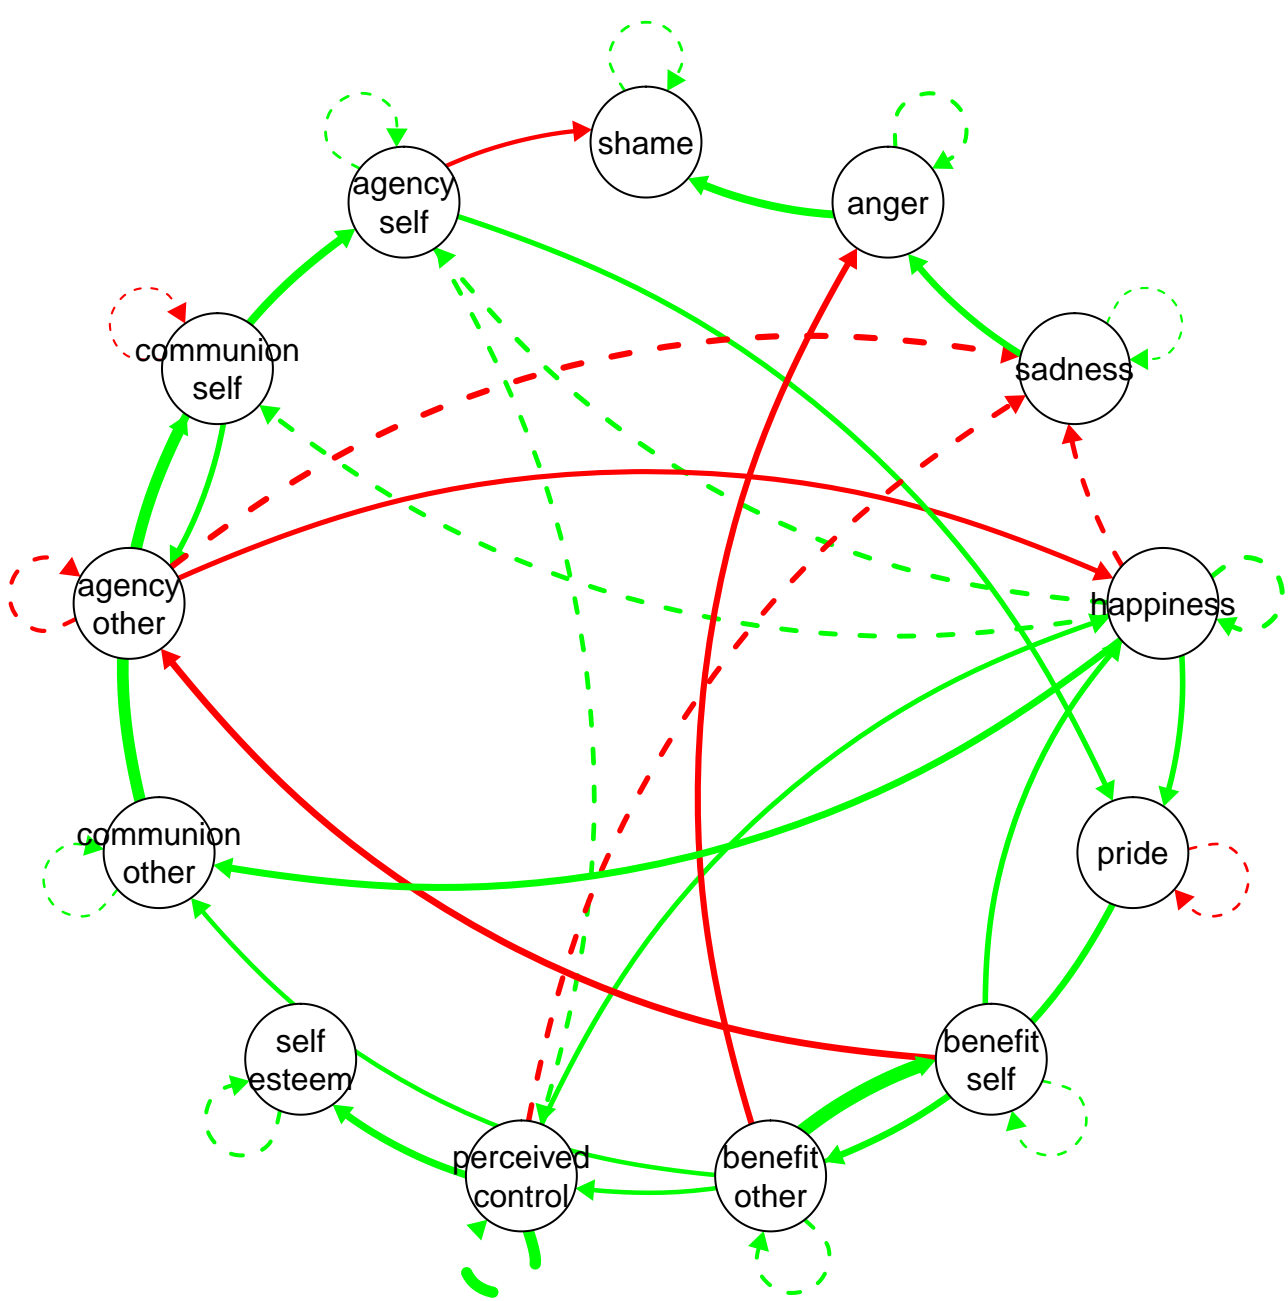 shame
agency
self
anger
communion
self
sadness
agency
other
happiness
communion
other
pride
self
esteem
benefit
self
perceived
control
benefit
other